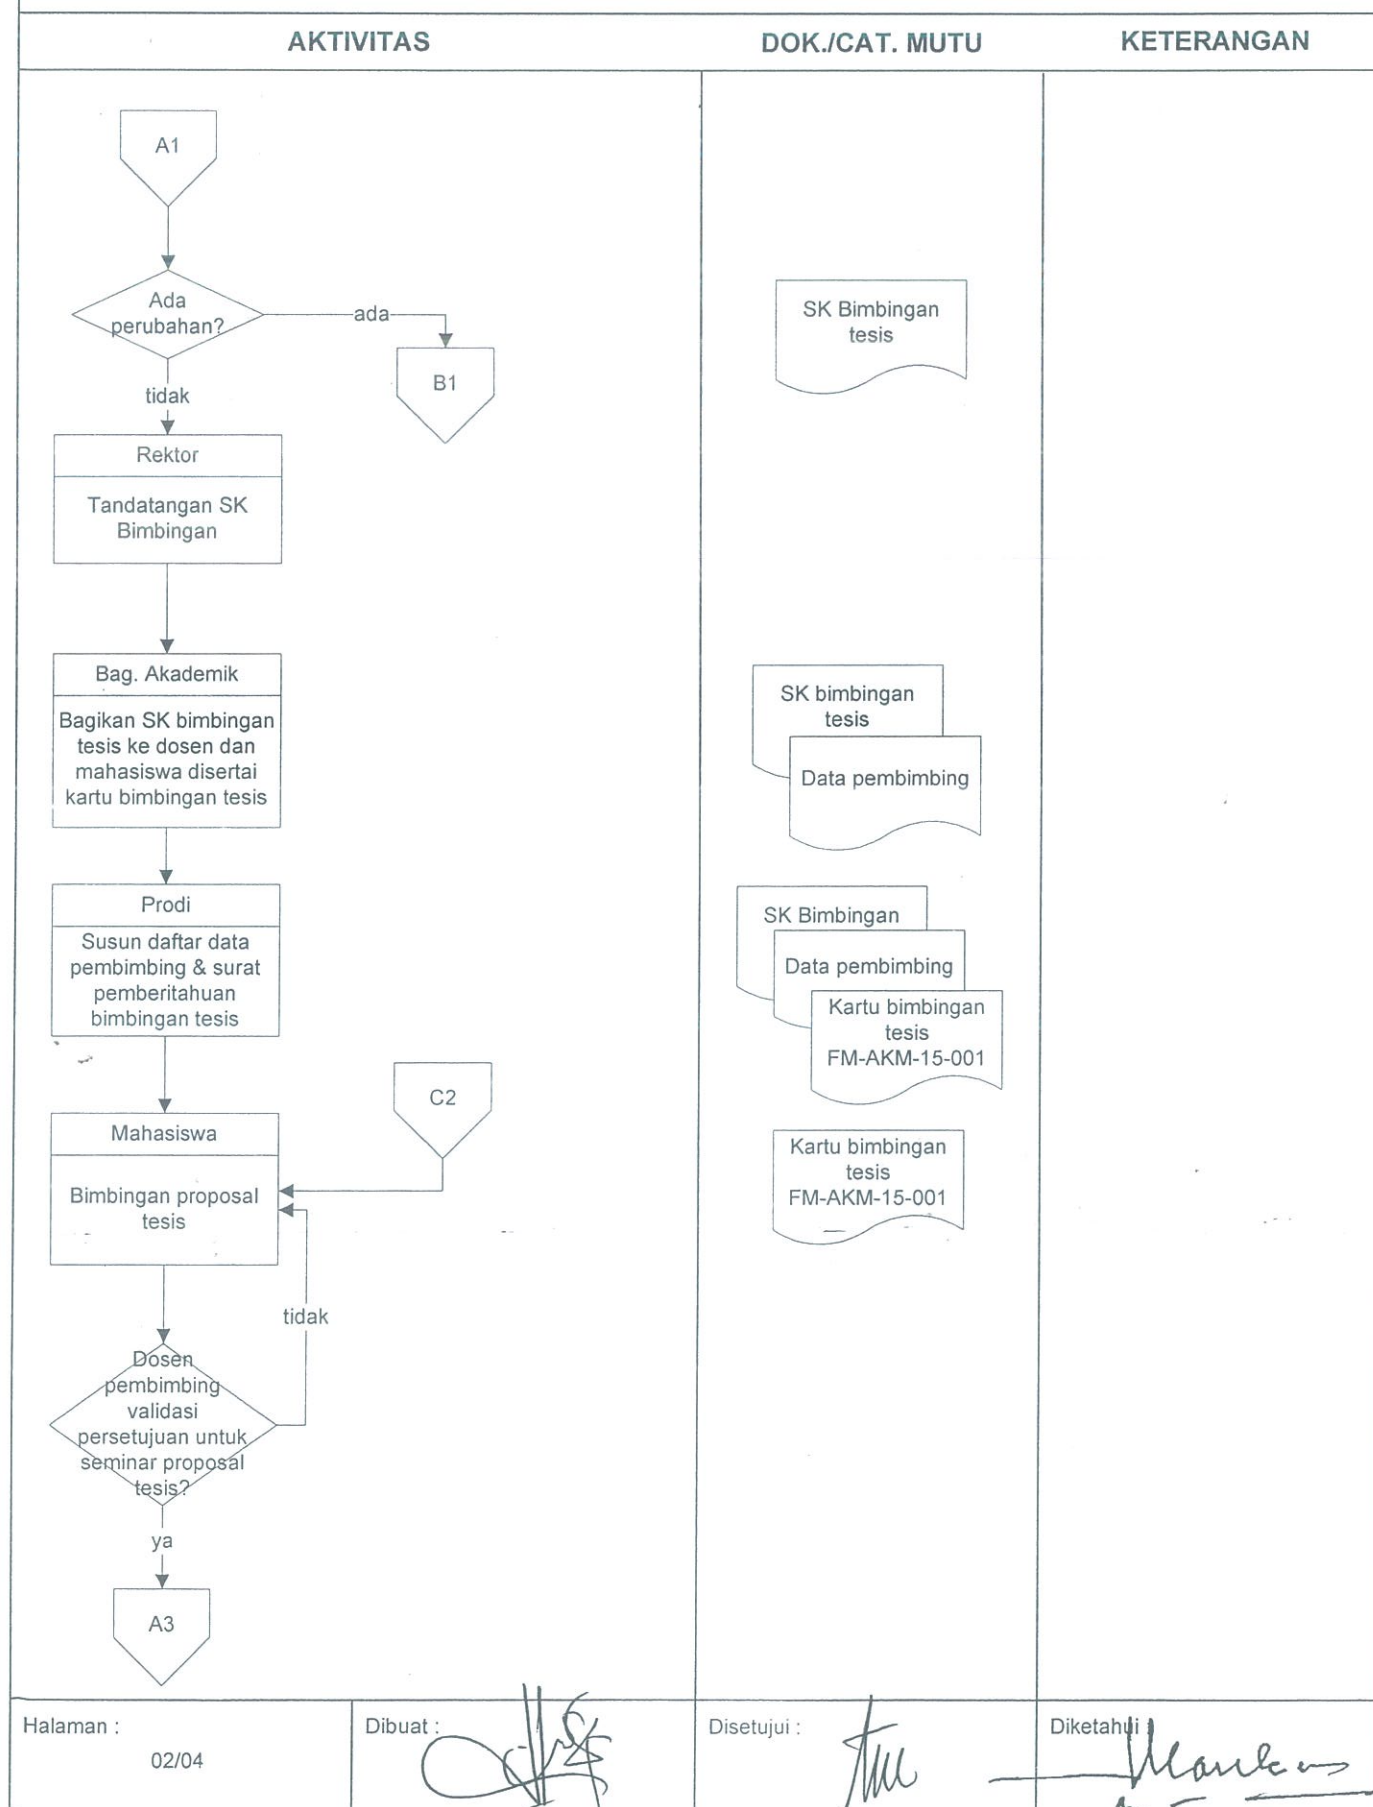 AKTIVITAS
DOK./CAT. MUTU
KETERANGAN
A1
Ada
perubahan?
ada
B1
tidak
SK Bimbingan
tesis
Rektor
Tandatangan SK
Bimbingan
Bag. Akademik
Bagikan SK bimbingan
tesis ke dosen dan
mahasiswa disertai
kartu bimbingan tesis
SK bimbingan
tesis
Data pembimbing
Prodi
Susun daftar data
pembimbing & surat
pemberitahuan
bimbingan tesis
SK Bimbingan
Data pembimbing
Kartu bimbingan
tesis
FM-AKM-15-001
C2
Mahasiswa
Bimbingan proposal
tesis
Kartu bimbingan
tesis
FM-AKM-15-001
tidak
Dosen
pembimbing
validasi
persetujuan untuk
seminar proposal
tesis?
ya
A3
Halaman :
02/04
Dibuat :
Disetujui :
Diketahui :